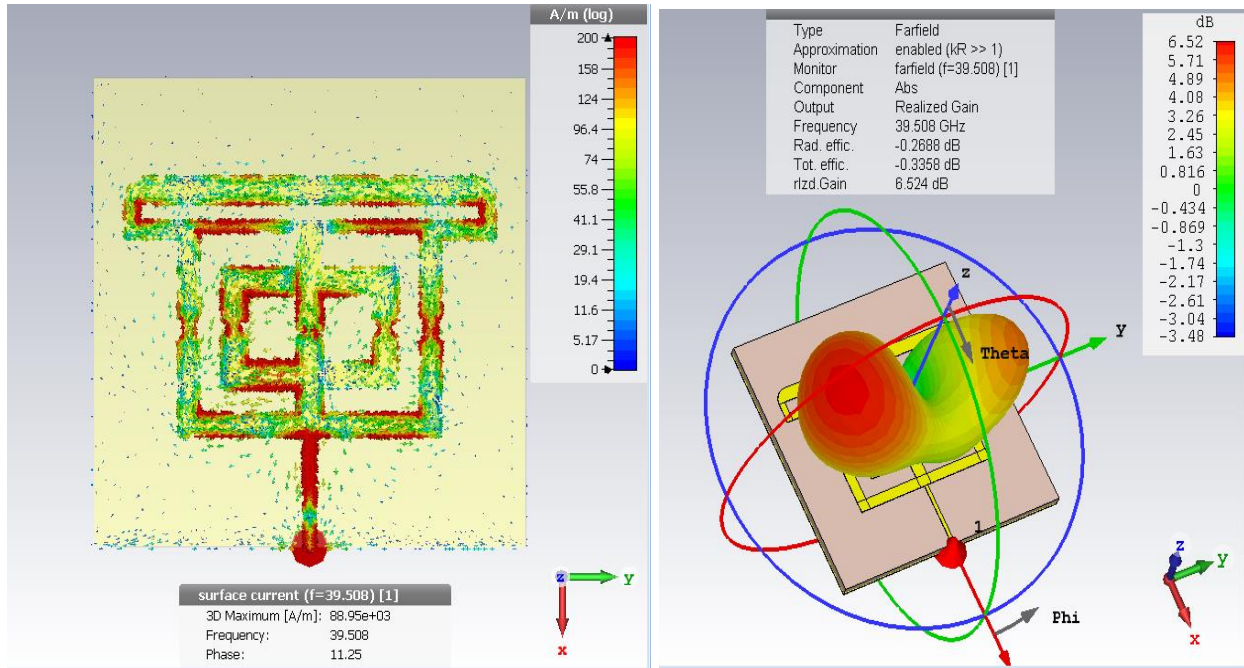 A/m (log)
200
158
124
96.4
74
55.8
41.1
29.1
19.4
11.6
5.17
0
z
y
x
surface current (f=39.508) [1]
3D Maximum [A/m]: 88.95e+03
Frequency: 39.508
Phase: 11.25
Type Farfield
Approximation enabled (kR >> 1)
Monitor farfield (f=39.508) [1]
Component Abs
Output Realized Gain
Frequency 39.508 GHz
Rad. effic. -0.2688 dB
Tot. effic. -0.3358 dB
rlzd.Gain 6.524 dB
dB
6.52
5.71
4.89
4.08
3.26
2.45
1.63
0.816
0
-0.434
-0.869
-1.3
-1.74
-2.17
-2.61
-3.04
-3.48
z
y
Theta
1
Phi
z
y
x